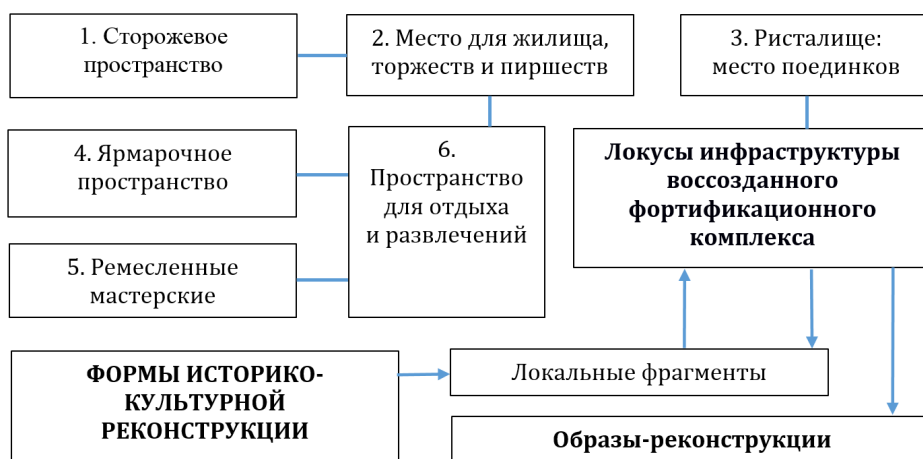 1. Сторожевое
пространство
2. Место для жилища,
торжеств и пиршеств
3. Ристалище:
место поединков
4. Ярмарочное
пространство
6.
Пространство
для отдыха
и развлечений
Локусы инфраструктуры
воссозданного
фортификационного
комплекса
5. Ремесленные
мастерские
ФОРМЫ ИСТОРИКО-
КУЛЬТУРНОЙ
РЕКОНСТРУКЦИИ
Локальные фрагменты
Образы-реконструкции